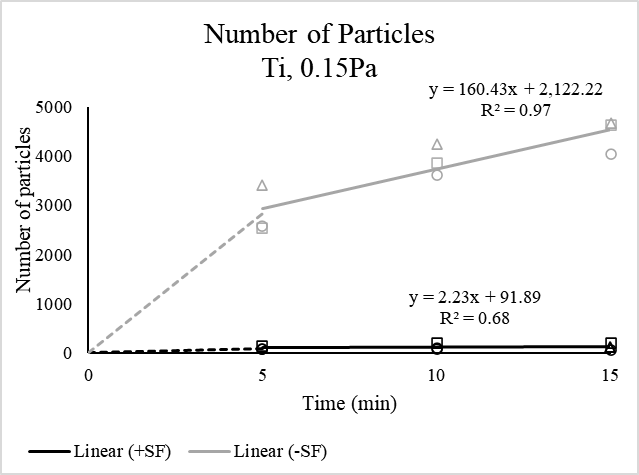 Number of Particles
Ti, 0.15Pa
y = 160.43x + 2,122.22
R² = 0.97
Number of particles
5000
4000
3000
2000
1000
0
y = 2.23x + 91.89
R² = 0.68
0 5 10 15
Time (min)
Linear (+SF) Linear (-SF)